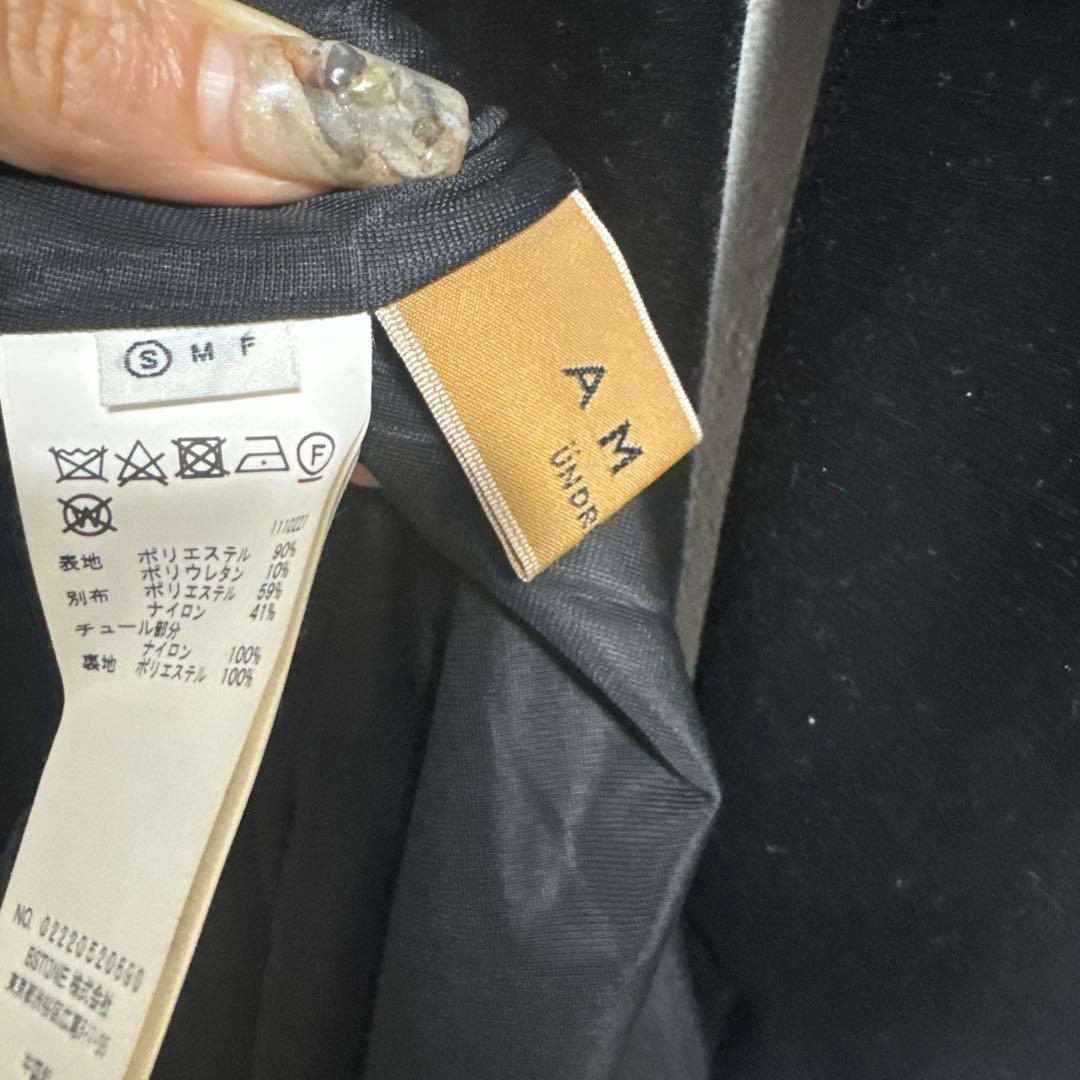 Ⓢ M F
1110221
表地 ポリエステル 90%
ポリウレタン 10%
別布 ポリエステル 59%
ナイロン 41%
チュール部分
ナイロン 100%
裏地 ポリエステル 100%
NO. 02220520690
BSTONE 株式会社
A M
ÜNDR